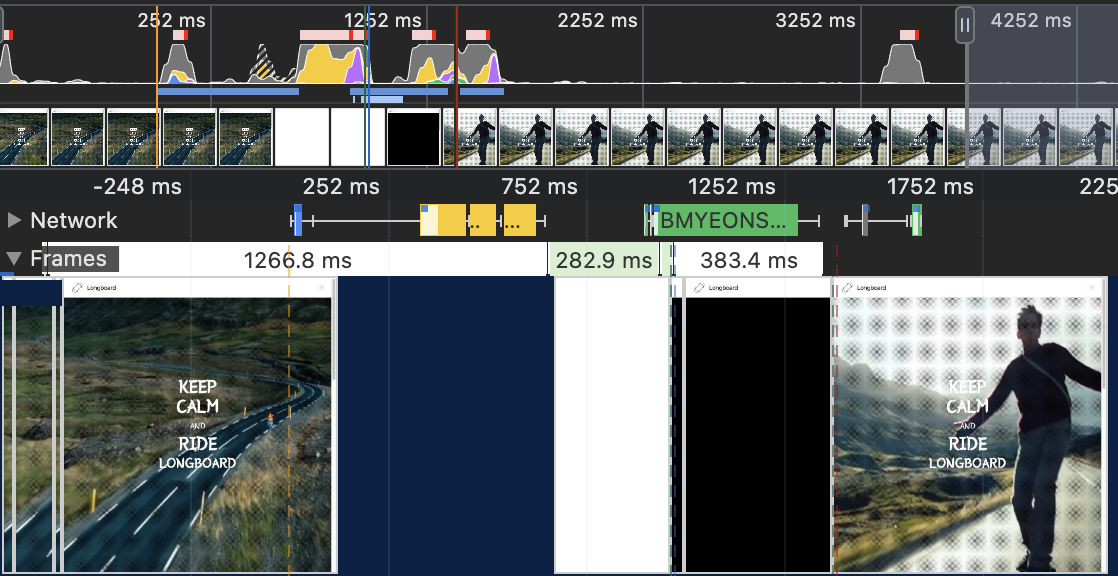 252 ms 1252 ms 2252 ms 3252 ms 4252 ms
-248 ms 252 ms 752 ms 1252 ms 1752 ms 225
Network
.. ... BMYEONS...
Frames
1266.8 ms 282.9 ms 383.4 ms
Longboard
Longboard
Longboard
KEEP
CALM
AND
RIDE
LONGBOARD
KEEP
CALM
AND
RIDE
LONGBOARD